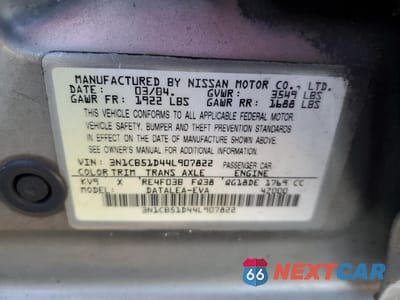 MANUFACTURED BY NISSAN MOTOR CO., LTD.
DATE: 03/04. GVWR: 3549 LBS
GAWR FR: 1922 LBS GAWR RR: 1688 LBS
THIS VEHICLE CONFORMS TO ALL APPLICABLE FEDERAL MOTOR
VEHICLE SAFETY, BUMPER, AND THEFT PREVENTION STANDARDS
IN EFFECT ON THE DATE OF MANUFACTURE SHOWN ABOVE.
SEE OWNER'S MANUAL FOR ADDITIONAL INFORMATION
VIN: 3N1CB51D44L907822 PASSENGER CAR
COLOR TRIM TRANS AXLE ENGINE
KV9 X RE4F03B FQ38 QG18DE 1769 CC
MODEL: DATALEA-EVA 42000
3N1CB51D44L907822
66 NEXTCAR